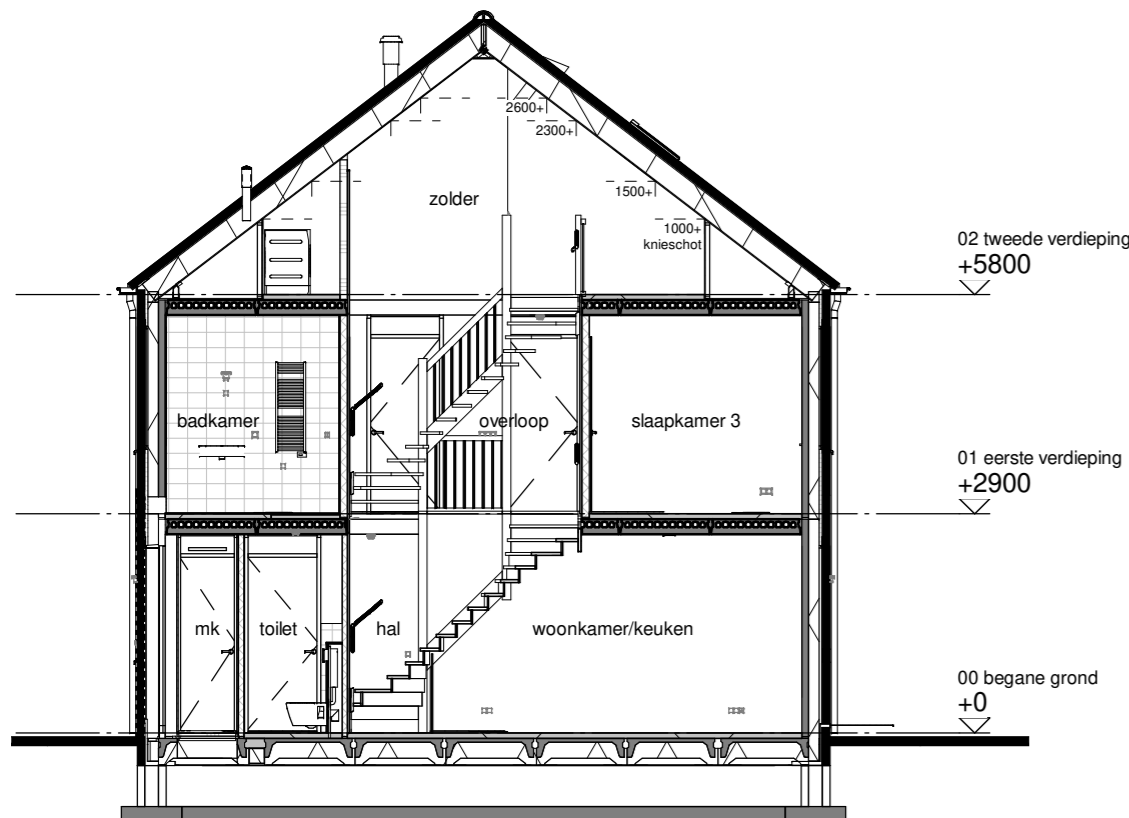 2600+
2300+
zolder
1500+
1000+
knieschot
02 tweede verdieping
+5800
badkamer
overloop
slaapkamer 3
01 eerste verdieping
+2900
mk
toilet
hal
woonkamer/keuken
00 begane grond
+0